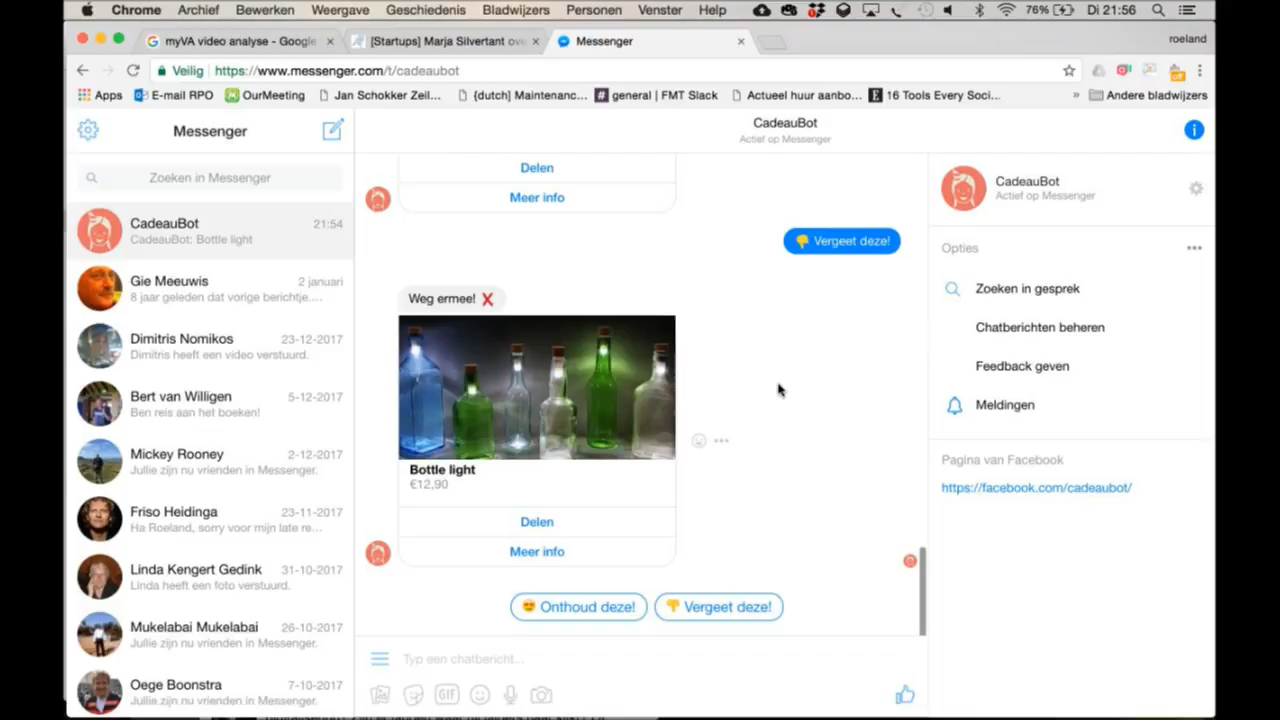 Chrome Archief Bewerken Weergave Geschiedenis Bladwijzers Personen Venster Help 76% Di 21:56
myVA video analyse - Google
[Startups] Marja Silvertant ove
Messenger
roeland
Veilig https://www.messenger.com/t/cadeaubot
Apps E-mail RPO OurMeeting Jan Schokker Zeil... [dutch] Maintenanc... general | FMT Slack Actueel huur aanbo... 16 Tools Every Soci... » Andere bladwijzers
Messenger
Zoeken in Messenger
CadeauBot 21:54
CadeauBot: Bottle light
Gie Meeuwis 2 januari
8 jaar geleden dat vorige berichtje....
Dimitris Nomikos 23-12-2017
Dimitris heeft een video verstuurd.
Bert van Willigen 5-12-2017
Ben reis aan het boeken!
Mickey Rooney 2-12-2017
Jullie zijn nu vrienden in Messenger.
Friso Heidinga 23-11-2017
Ha Roeland, sorry voor mijn late re...
Linda Kengert Gedink 31-10-2017
Linda heeft een foto verstuurd.
Mukelabai Mukelabai 26-10-2017
Jullie zijn nu vrienden in Messenger.
Oege Boonstra 7-10-2017
Jullie zijn nu vrienden in Messenger.
CadeauBot
Actief op Messenger
Delen
Meer info
👎 Vergeet deze!
Weg ermee! ❌
Bottle light
€12,90
Delen
Meer info
😍 Onthoud deze! 👎 Vergeet deze!
Typ een chatbericht...
GIF
CadeauBot
Actief op Messenger
Opties
Zoeken in gesprek
Chatberichten beheren
Feedback geven
Meldingen
Pagina van Facebook
https://facebook.com/cadeaubot/